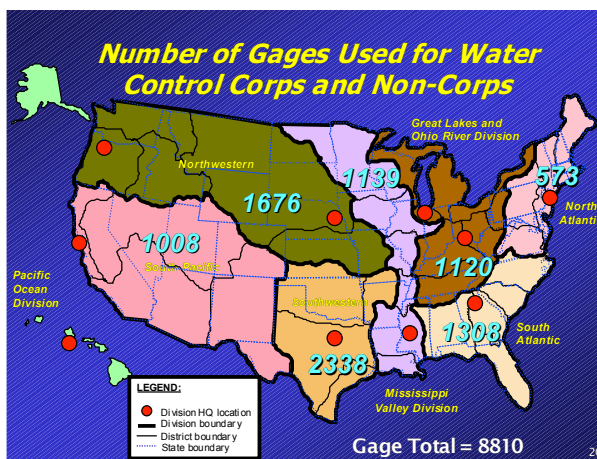 Number of Gages Used for Water
Control Corps and Non-Corps
Great Lakes and
Ohio River Division
Northwestern
1139
573
1676
North
Atlantic
1008
1120
South Pacific
Pacific
Ocean Division
Southwestern
1308
South
Atlantic
2338
Mississippi
Valley Division
LEGEND:
Division HQ location
Division boundary
District boundary
State boundary
Gage Total = 8810